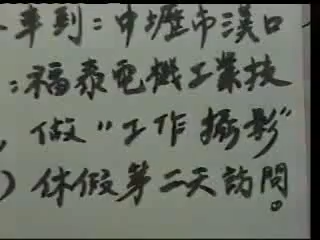 車到：中壢市漢口
：福泰電機工業技
，做“工作攝影”
）休假第二天訪問。